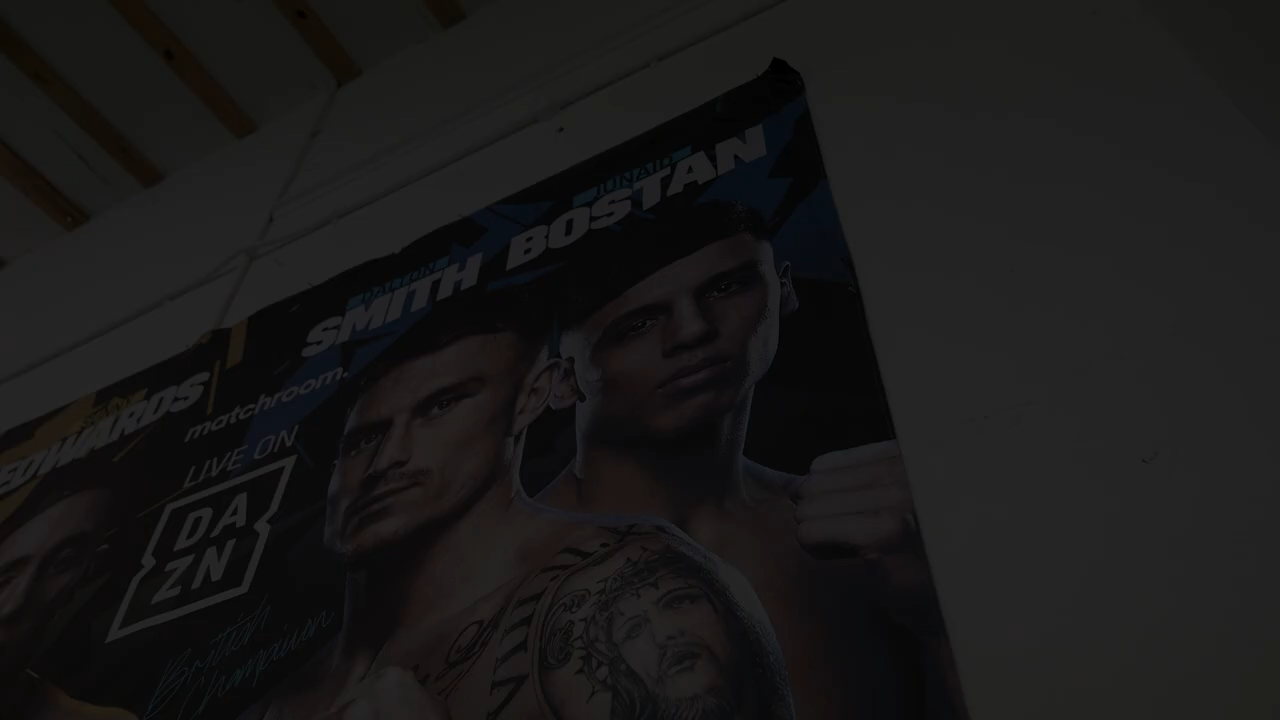 JUNAID
BOSTAN
DALTON
SMITH
EDWARDS
matchroom.
LIVE ON
DA
ZN
British
Champion